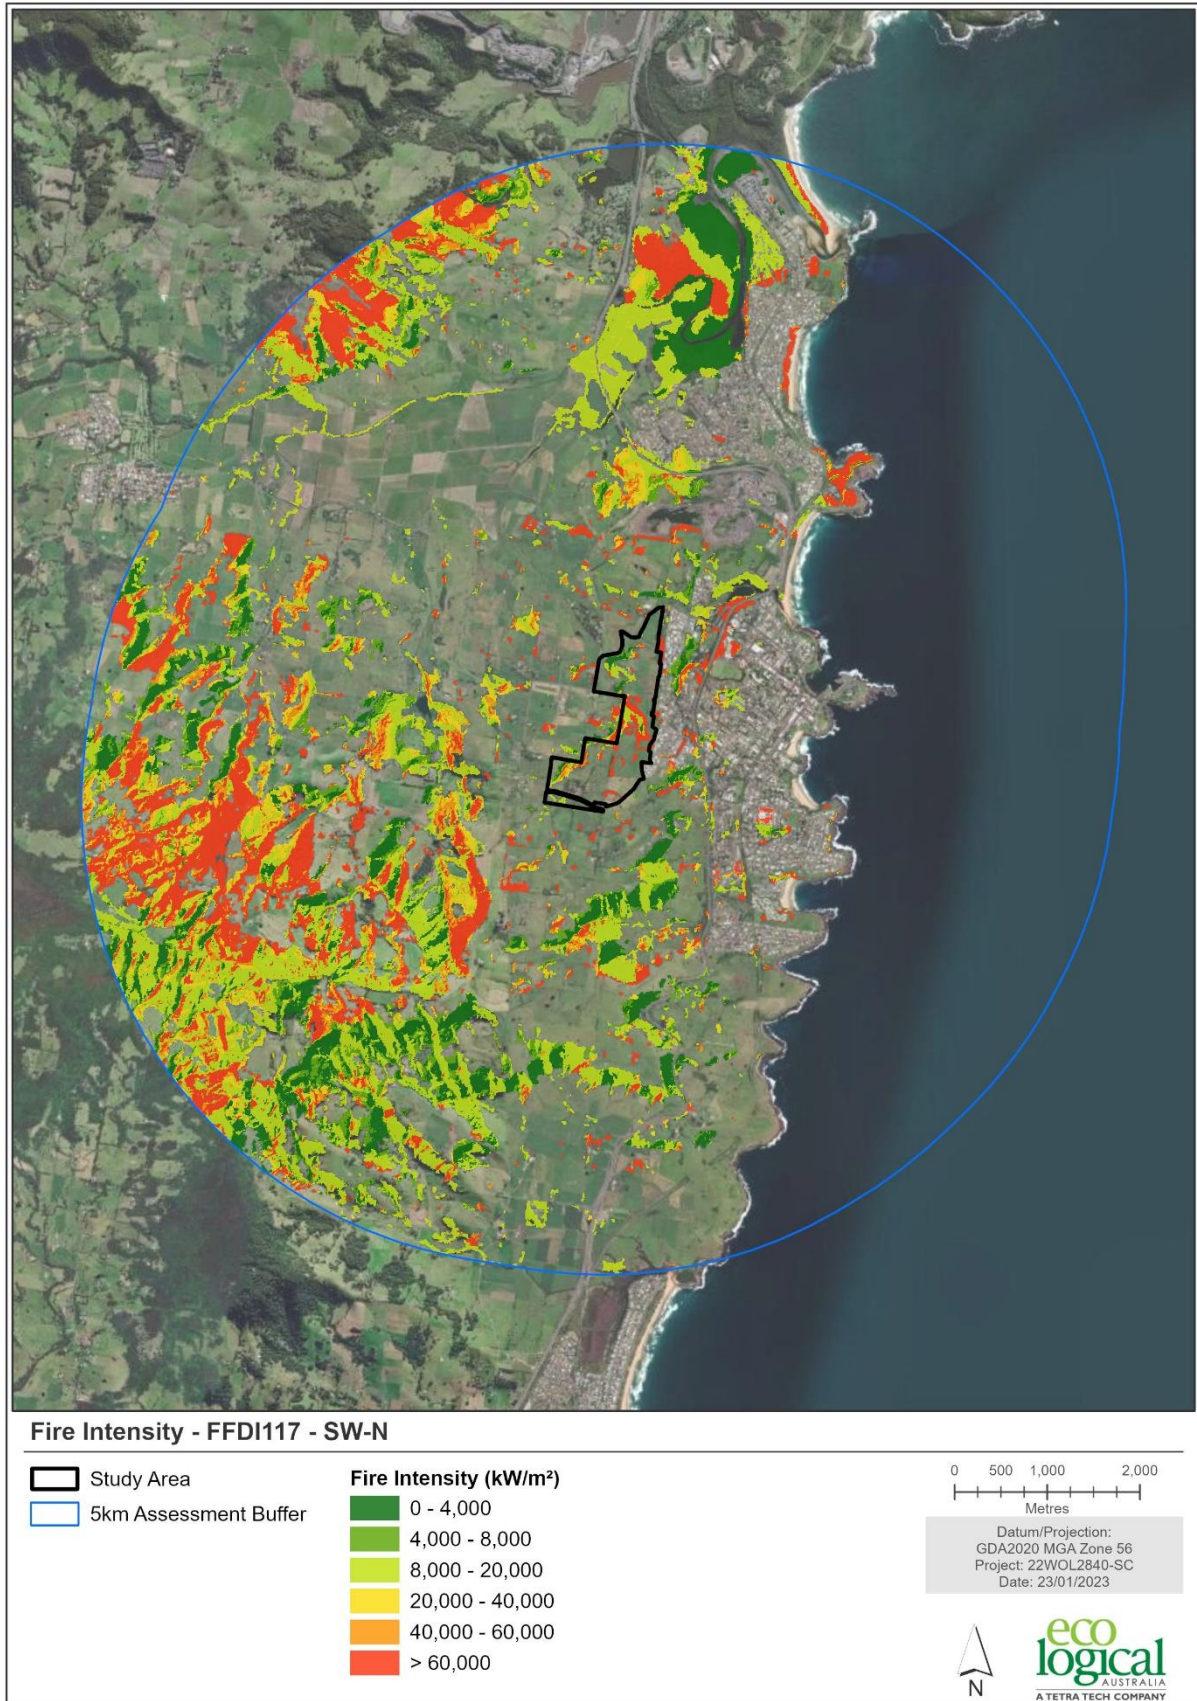 Fire Intensity - FFDI117 - SW-N
Study Area
5km Assessment Buffer
Fire Intensity (kW/m²)
0 - 4,000
4,000 - 8,000
8,000 - 20,000
20,000 - 40,000
40,000 - 60,000
> 60,000
0 500 1,000 2,000
Metres
Datum/Projection:
GDA2020 MGA Zone 56
Project: 22WOL2840-SC
Date: 23/01/2023
N
eco
logical
AUSTRALIA
A TETRA TECH COMPANY